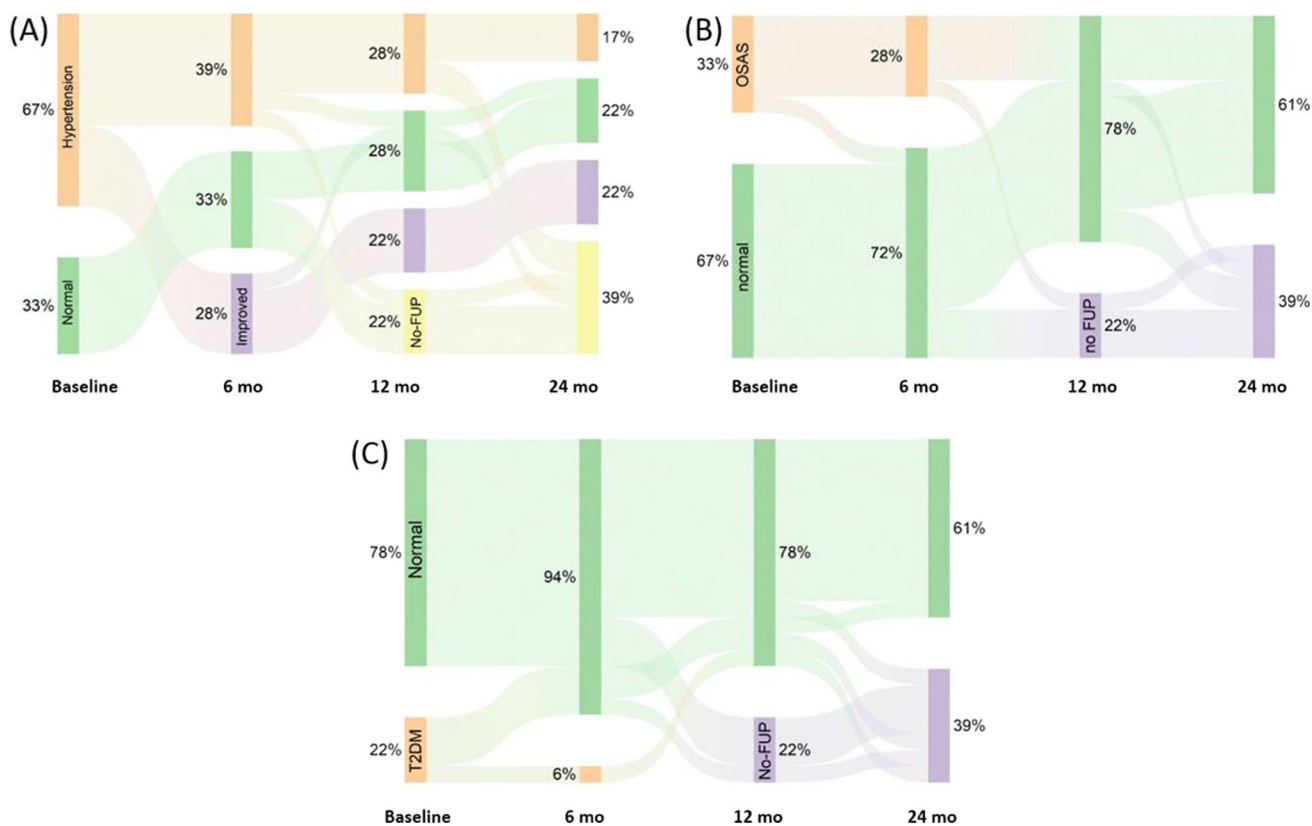 (A)
67%
Hypertension
33%
Normal
39%
33%
28%
Improved
28%
28%
22%
22%
No-FUP
17%
22%
22%
39%
Baseline 6 mo 12 mo 24 mo
(B)
33%
OSAS
67%
normal
28%
72%
78%
no FUP
22%
61%
39%
Baseline 6 mo 12 mo 24 mo
(C)
78%
Normal
22%
T2DM
94%
6%
78%
No-FUP
22%
61%
39%
Baseline 6 mo 12 mo 24 mo